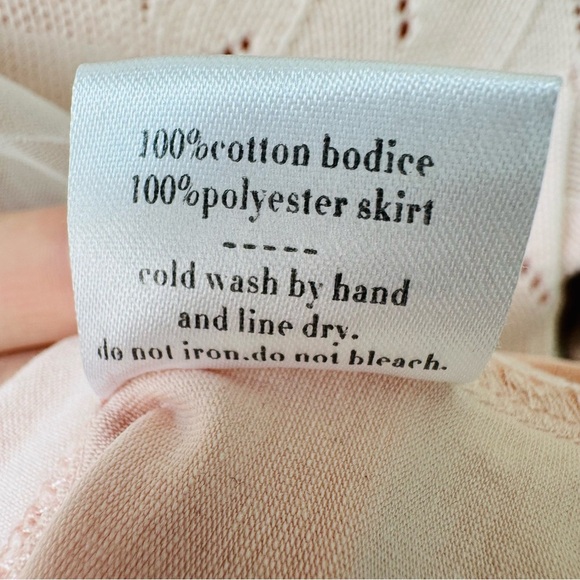 100%cotton bodice
100%polyester skirt
-----
cold wash by hand
and line dry.
do not iron.do not bleach.